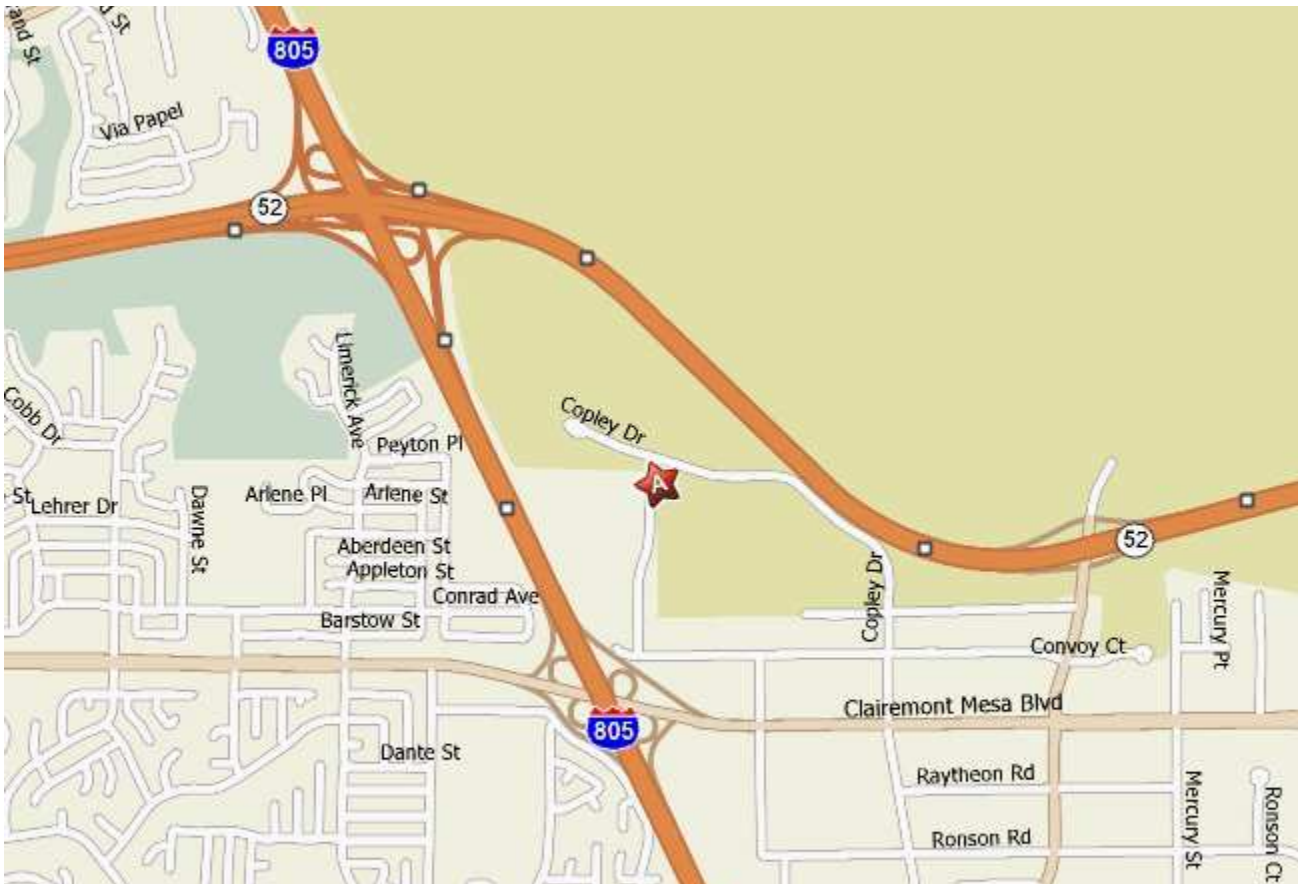 805
Via Papel
52
Limerick Ave
Copley Dr
Cobb Dr
Peyton Pl
Arlene Pl
Arlene St
A
St
Lehrer Dr
Dawne St
52
Aberdeen St
Appleton St
Copley Dr
Conrad Ave
Mercury Pt
Barstow St
Convoy Ct
Clairemont Mesa Blvd
805
Dante St
Raytheon Rd
Mercury St
Ronson Ct
Ronson Rd